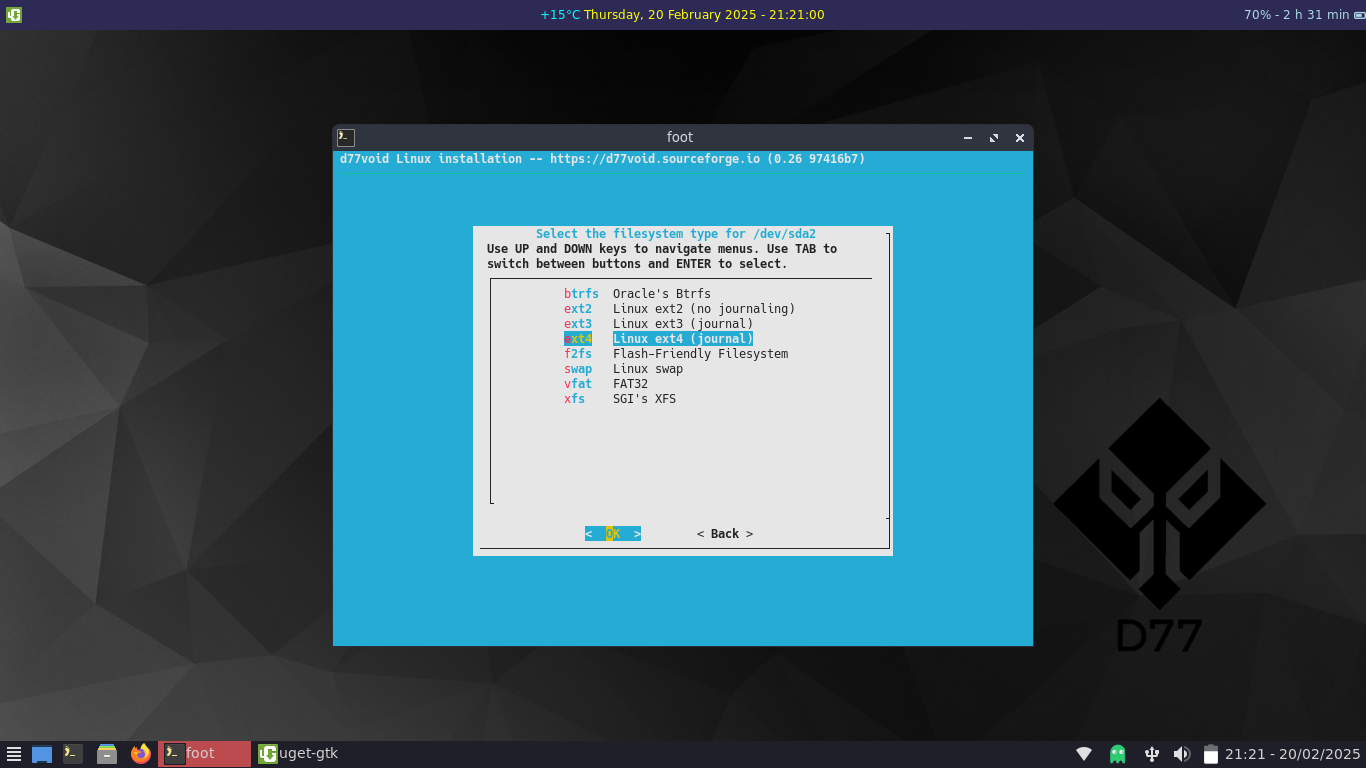 +15°C Thursday, 20 February 2025 - 21:21:00
70% - 2 h 31 min
foot
d77void Linux installation -- https://d77void.sourceforge.io (0.26 97416b7)
Select the filesystem type for /dev/sda2
Use UP and DOWN keys to navigate menus. Use TAB to
switch between buttons and ENTER to select.
btrfs Oracle's Btrfs
ext2 Linux ext2 (no journaling)
ext3 Linux ext3 (journal)
ext4 Linux ext4 (journal)
f2fs Flash-Friendly Filesystem
swap Linux swap
vfat FAT32
xfs SGI's XFS
< OK > < Back >
D77
foot
uget-gtk
21:21 - 20/02/2025